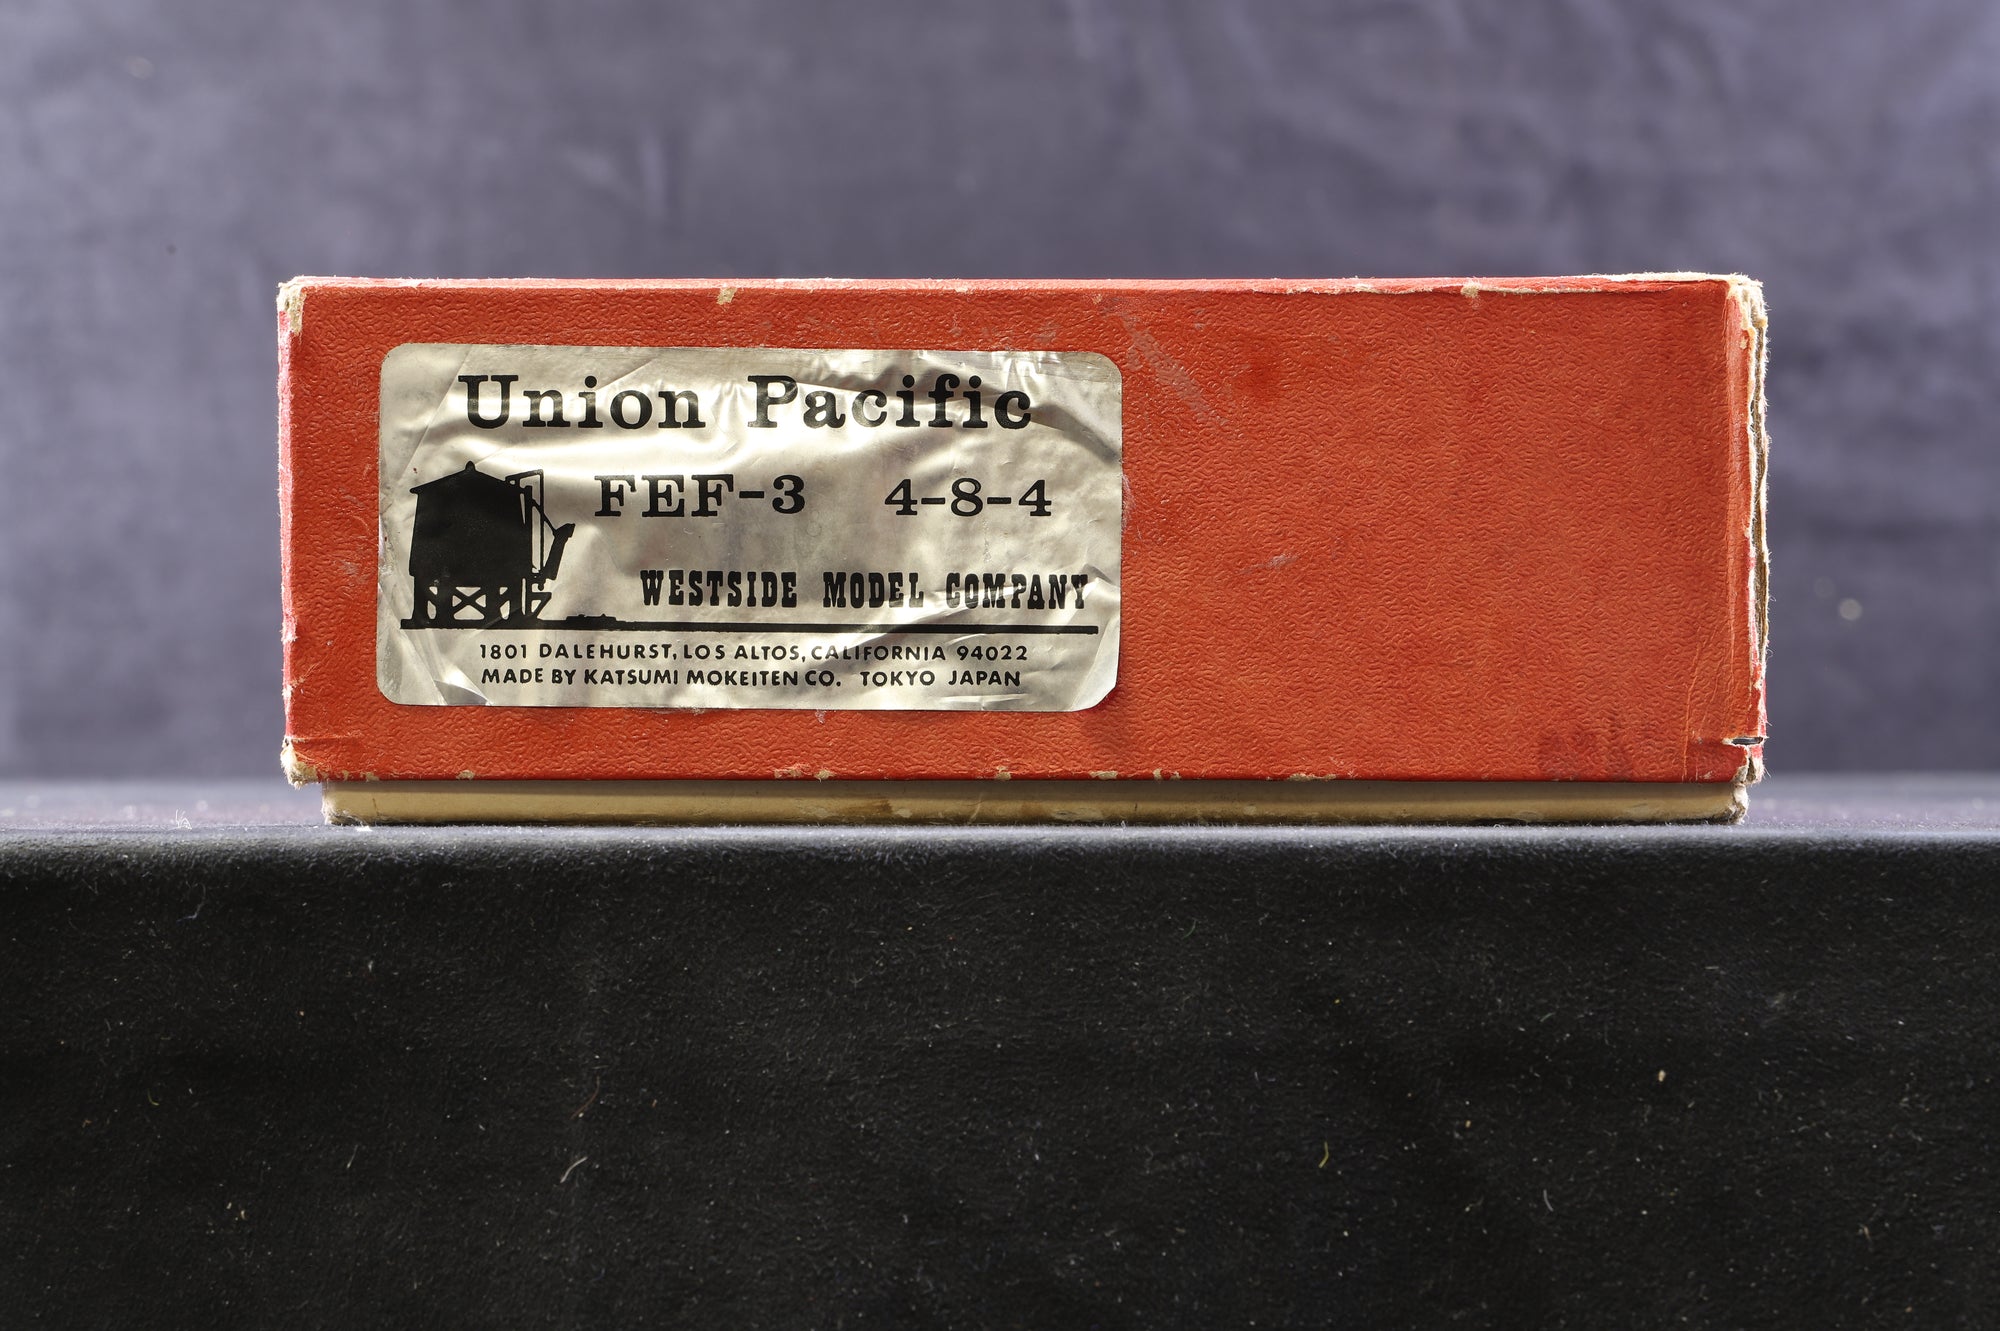 Union Pacific
FEF-3 4-8-4
WESTSIDE MODEL COMPANY
1801 DALEHURST, LOS ALTOS, CALIFORNIA 94022
MADE BY KATSUMI MOKEITEN CO. TOKYO JAPAN